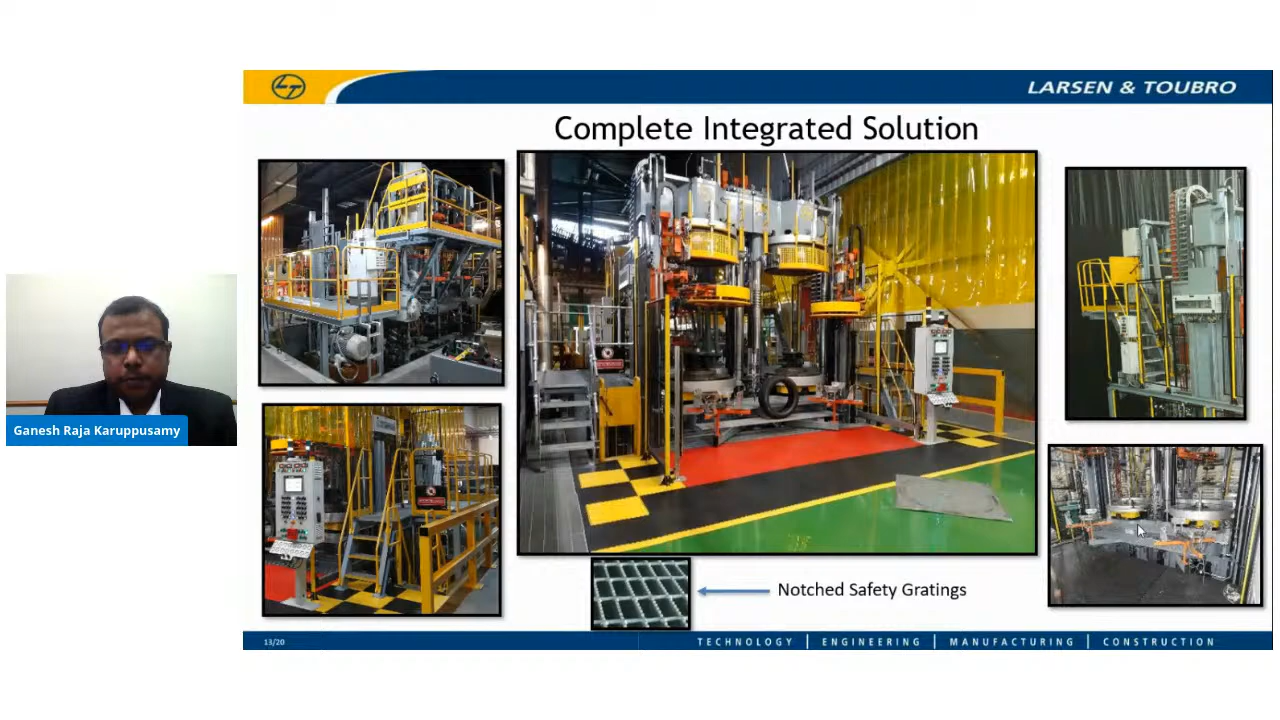 LARSEN & TOUBRO
Complete Integrated Solution
Ganesh Raja Karuppusamy
Notched Safety Gratings
13/20
TECHNOLOGY | ENGINEERING | MANUFACTURING | CONSTRUCTION